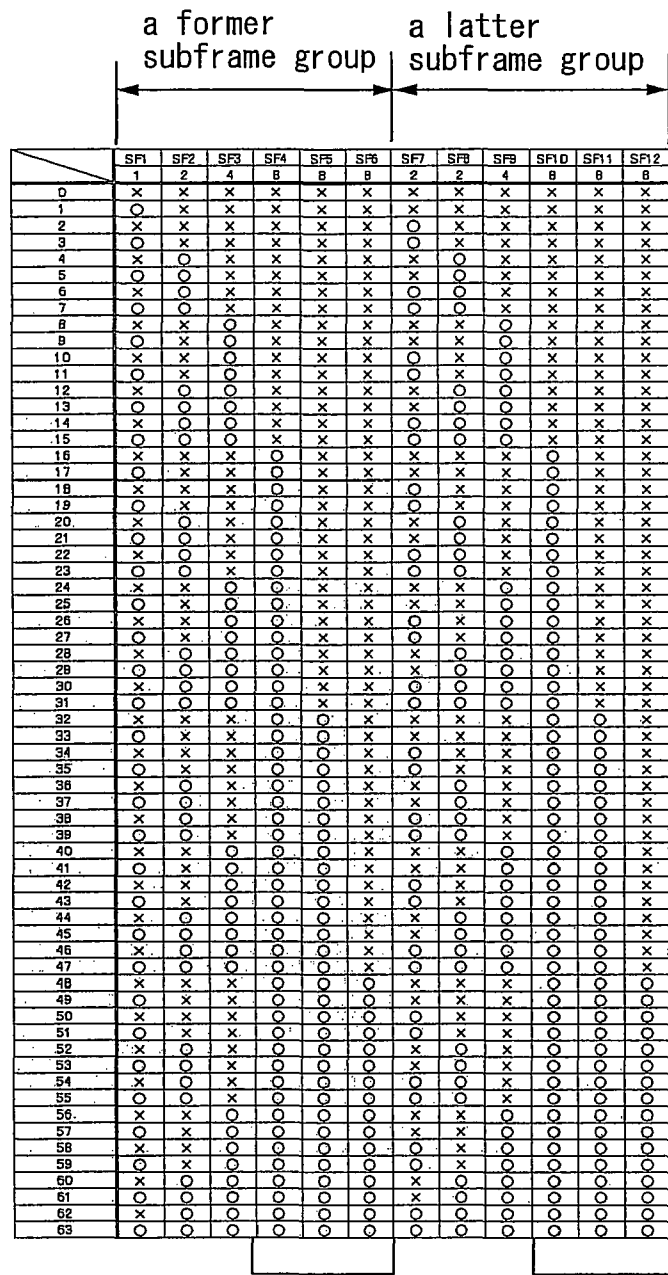 a former
subframe group
a latter
subframe group
SF1 SF2 SF3 SF4 SF5 SF6 SF7 SF8 SF9 SF10 SF11 SF12
1 2 4 8 8 8 2 2 4 8 8 8
0 × × × × × × × × × × × ×
1 ○ × × × × × × × × × × ×
2 × × × × × × ○ × × × × ×
3 ○ × × × × × ○ × × × × ×
4 × ○ × × × × × ○ × × × ×
5 ○ ○ × × × × × ○ × × × ×
6 × ○ × × × × ○ ○ × × × ×
7 ○ ○ × × × × ○ ○ × × × ×
8 × × ○ × × × × × ○ × × ×
9 ○ × ○ × × × × × ○ × × ×
10 × × ○ × × × ○ × ○ × × ×
11 ○ × ○ × × × ○ × ○ × × ×
12 × ○ ○ × × × × ○ ○ × × ×
13 ○ ○ ○ × × × × ○ ○ × × ×
14 × ○ ○ × × × ○ ○ ○ × × ×
15 ○ ○ ○ × × × ○ ○ ○ × × ×
16 × × × ○ × × × × × ○ × ×
17 ○ × × ○ × × × × × ○ × ×
18 × × × ○ × × ○ × × ○ × ×
19 ○ × × ○ × × ○ × × ○ × ×
20 × ○ × ○ × × × ○ × ○ × ×
21 ○ ○ × ○ × × × ○ × ○ × ×
22 × ○ × ○ × × ○ ○ × ○ × ×
23 ○ ○ × ○ × × ○ ○ × ○ × ×
24 × × ○ ○ × × × × ○ ○ × ×
25 ○ × ○ ○ × × × × ○ ○ × ×
26 × × ○ ○ × × ○ × ○ ○ × ×
27 ○ × ○ ○ × × ○ × ○ ○ × ×
28 × ○ ○ ○ × × × ○ ○ ○ × ×
29 ○ ○ ○ ○ × × × ○ ○ ○ × ×
30 × ○ ○ ○ × × ○ ○ ○ ○ × ×
31 ○ ○ ○ ○ × × ○ ○ ○ ○ × ×
32 × × × ○ ○ × × × × ○ ○ ×
33 ○ × × ○ ○ × × × × ○ ○ ×
34 × × × ○ ○ × ○ × × ○ ○ ×
35 ○ × × ○ ○ × ○ × × ○ ○ ×
36 × ○ × ○ ○ × × ○ × ○ ○ ×
37 ○ ○ × ○ ○ × × ○ × ○ ○ ×
38 × ○ × ○ ○ × ○ ○ × ○ ○ ×
39 ○ ○ × ○ ○ × ○ ○ × ○ ○ ×
40 × × ○ ○ ○ × × × ○ ○ ○ ×
41 ○ × ○ ○ ○ × × × ○ ○ ○ ×
42 × × ○ ○ ○ × ○ × ○ ○ ○ ×
43 ○ × ○ ○ ○ × ○ × ○ ○ ○ ×
44 × ○ ○ ○ ○ × × ○ ○ ○ ○ ×
45 ○ ○ ○ ○ ○ × × ○ ○ ○ ○ ×
46 × ○ ○ ○ ○ × ○ ○ ○ ○ ○ ×
47 ○ ○ ○ ○ ○ × ○ ○ ○ ○ ○ ×
48 × × × ○ ○ ○ × × × ○ ○ ○
49 ○ × × ○ ○ ○ × × × ○ ○ ○
50 × × × ○ ○ ○ ○ × × ○ ○ ○
51 ○ × × ○ ○ ○ ○ × × ○ ○ ○
52 × ○ × ○ ○ ○ × ○ × ○ ○ ○
53 ○ ○ × ○ ○ ○ × ○ × ○ ○ ○
54 × ○ × ○ ○ ○ ○ ○ × ○ ○ ○
55 ○ ○ × ○ ○ ○ ○ ○ × ○ ○ ○
56 × × ○ ○ ○ ○ × × ○ ○ ○ ○
57 ○ × ○ ○ ○ ○ × × ○ ○ ○ ○
58 × × ○ ○ ○ ○ ○ × ○ ○ ○ ○
59 ○ × ○ ○ ○ ○ ○ × ○ ○ ○ ○
60 × ○ ○ ○ ○ ○ × ○ ○ ○ ○ ○
61 ○ ○ ○ ○ ○ ○ × ○ ○ ○ ○ ○
62 × ○ ○ ○ ○ ○ ○ ○ ○ ○ ○ ○
63 ○ ○ ○ ○ ○ ○ ○ ○ ○ ○ ○ ○